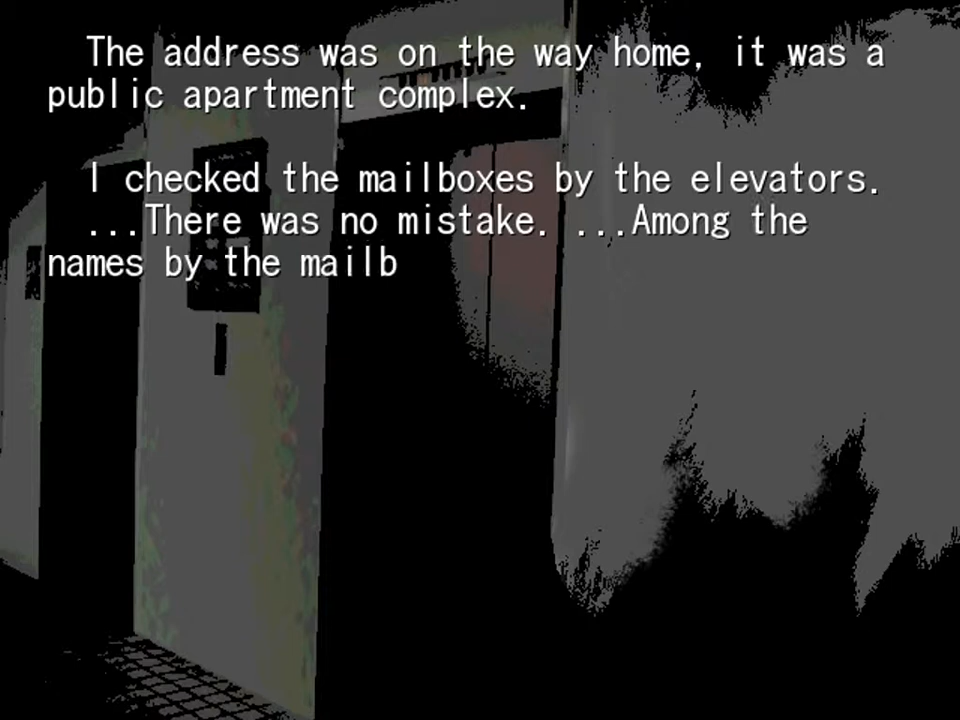 The address was on the way home, it was a
public apartment complex.
I checked the mailboxes by the elevators.
...There was no mistake. ...Among the
names by the mailb